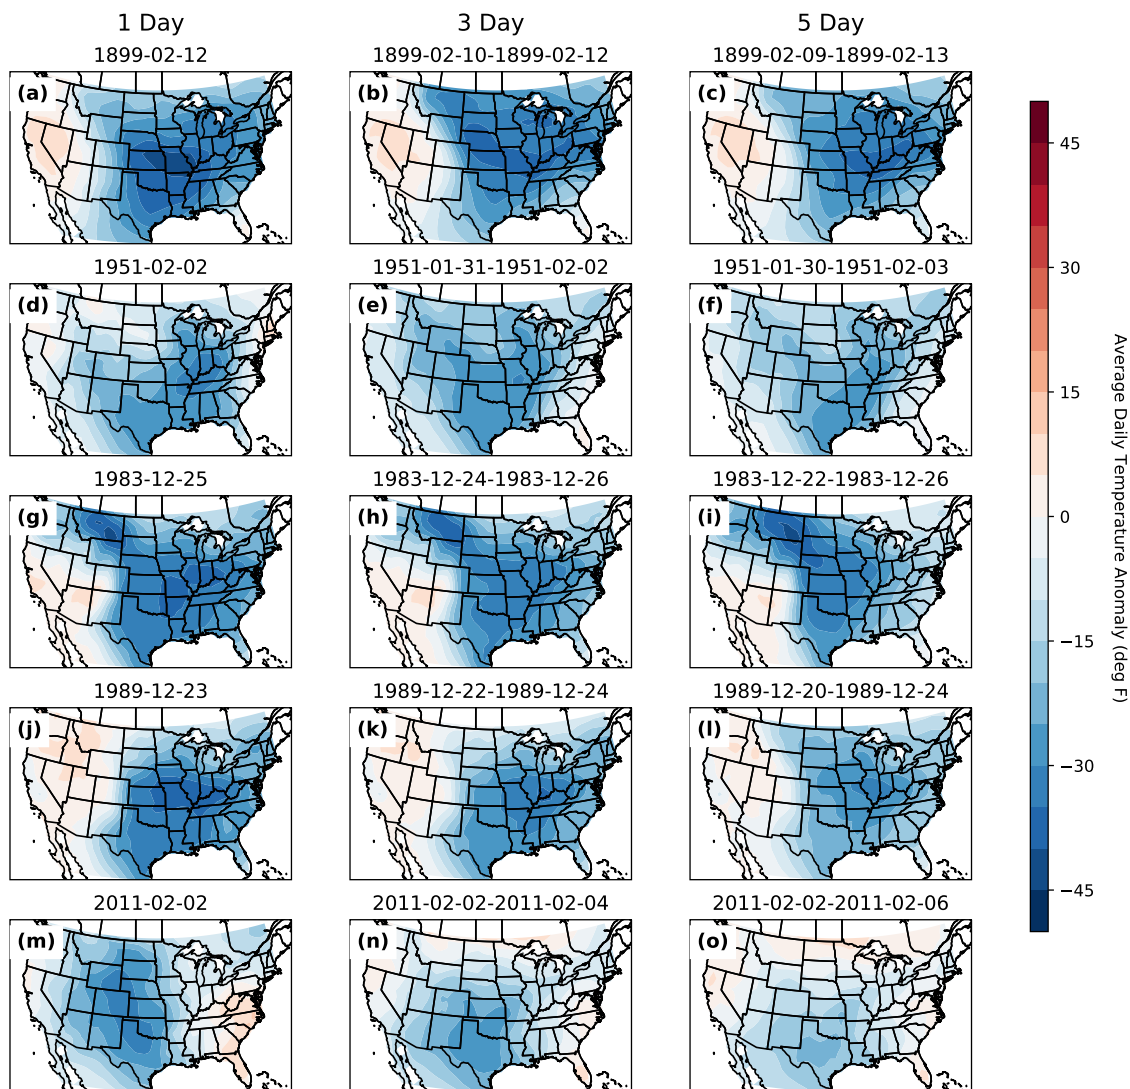 1 Day
3 Day
5 Day
1899-02-12
1899-02-10-1899-02-12
1899-02-09-1899-02-13
(a)
(b)
(c)
1951-02-02
1951-01-31-1951-02-02
1951-01-30-1951-02-03
(d)
(e)
(f)
1983-12-25
1983-12-24-1983-12-26
1983-12-22-1983-12-26
(g)
(h)
(i)
1989-12-23
1989-12-22-1989-12-24
1989-12-20-1989-12-24
(j)
(k)
(l)
2011-02-02
2011-02-02-2011-02-04
2011-02-02-2011-02-06
(m)
(n)
(o)
45
30
15
0
−15
−30
−45
Average Daily Temperature Anomaly (deg F)